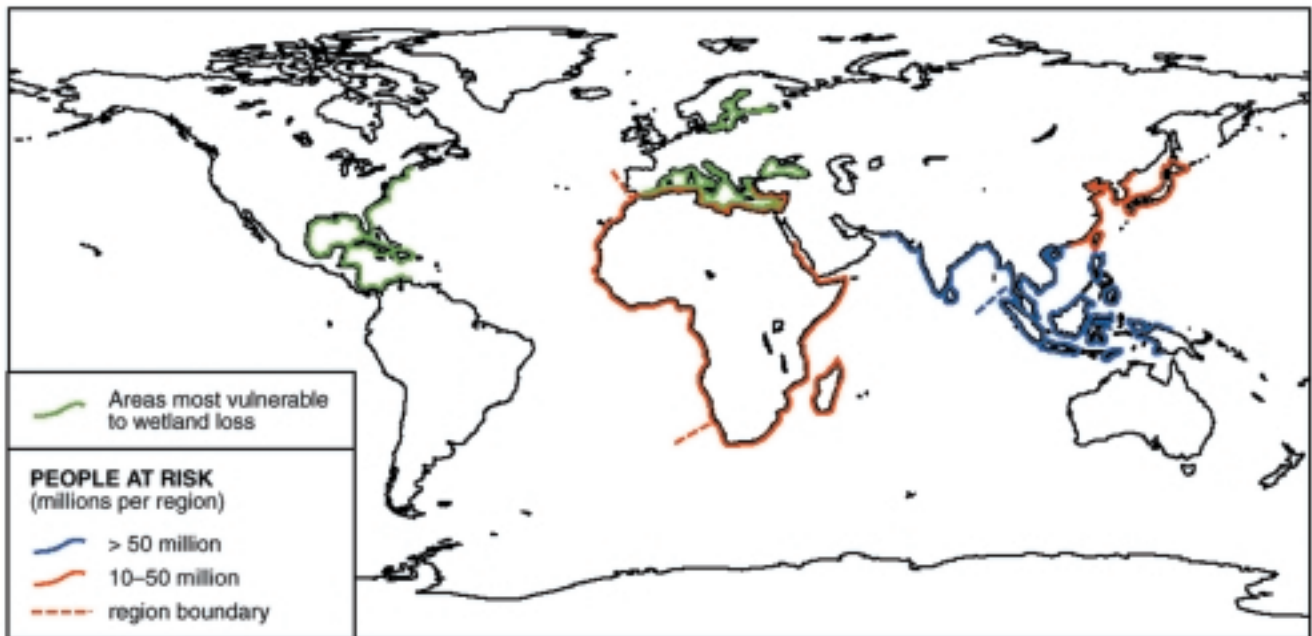 Areas most vulnerable
to wetland loss
PEOPLE AT RISK
(millions per region)
> 50 million
10–50 million
region boundary